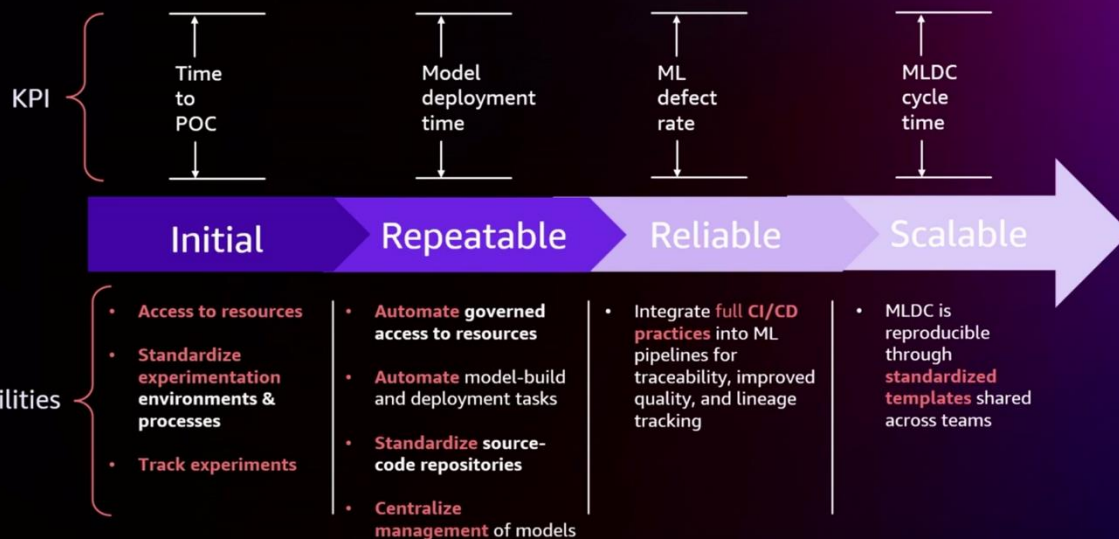 KPI
Time
to
POC
Model
deployment
time
ML
defect
rate
MLDC
cycle
time
Initial
Repeatable
Reliable
Scalable
ilities
• Access to resources
• Standardize
experimentation
environments &
processes
• Track experiments
• Automate governed
access to resources
• Automate model-build
and deployment tasks
• Standardize source-
code repositories
• Centralize
management of models
• Integrate full CI/CD
practices into ML
pipelines for
traceability, improved
quality, and lineage
tracking
• MLDC is
reproducible
through
standardized
templates shared
across teams